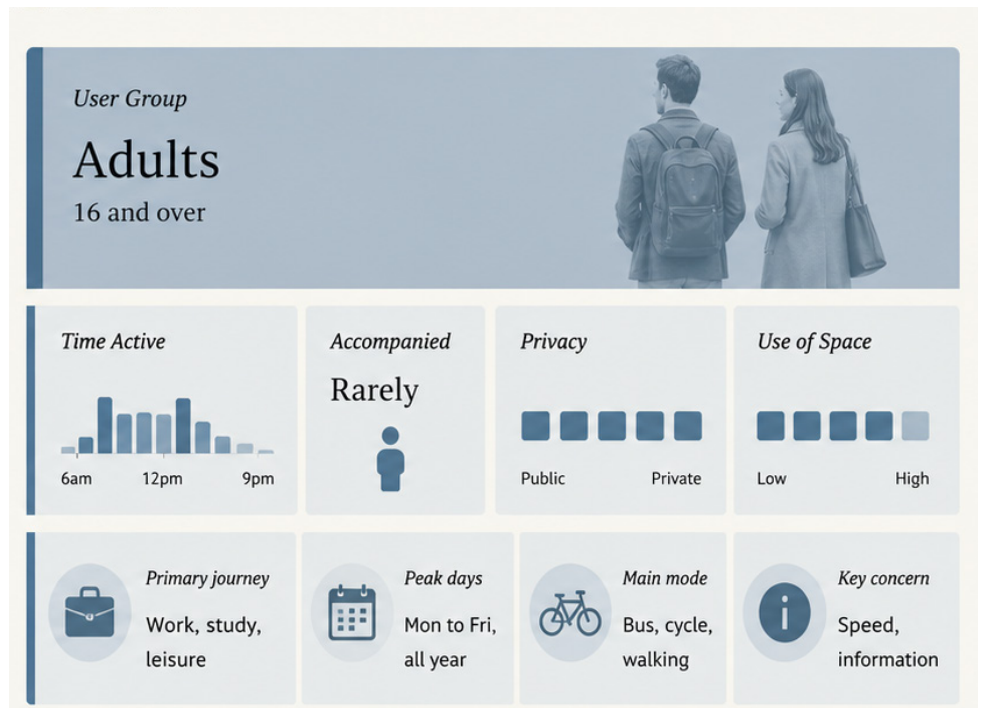 User Group
Adults
16 and over
Time Active
6am 12pm 9pm
Accompanied
Rarely
Privacy
Public Private
Use of Space
Low High
Primary journey
Work, study,
leisure
Peak days
Mon to Fri,
all year
Main mode
Bus, cycle,
walking
i
Key concern
Speed,
information